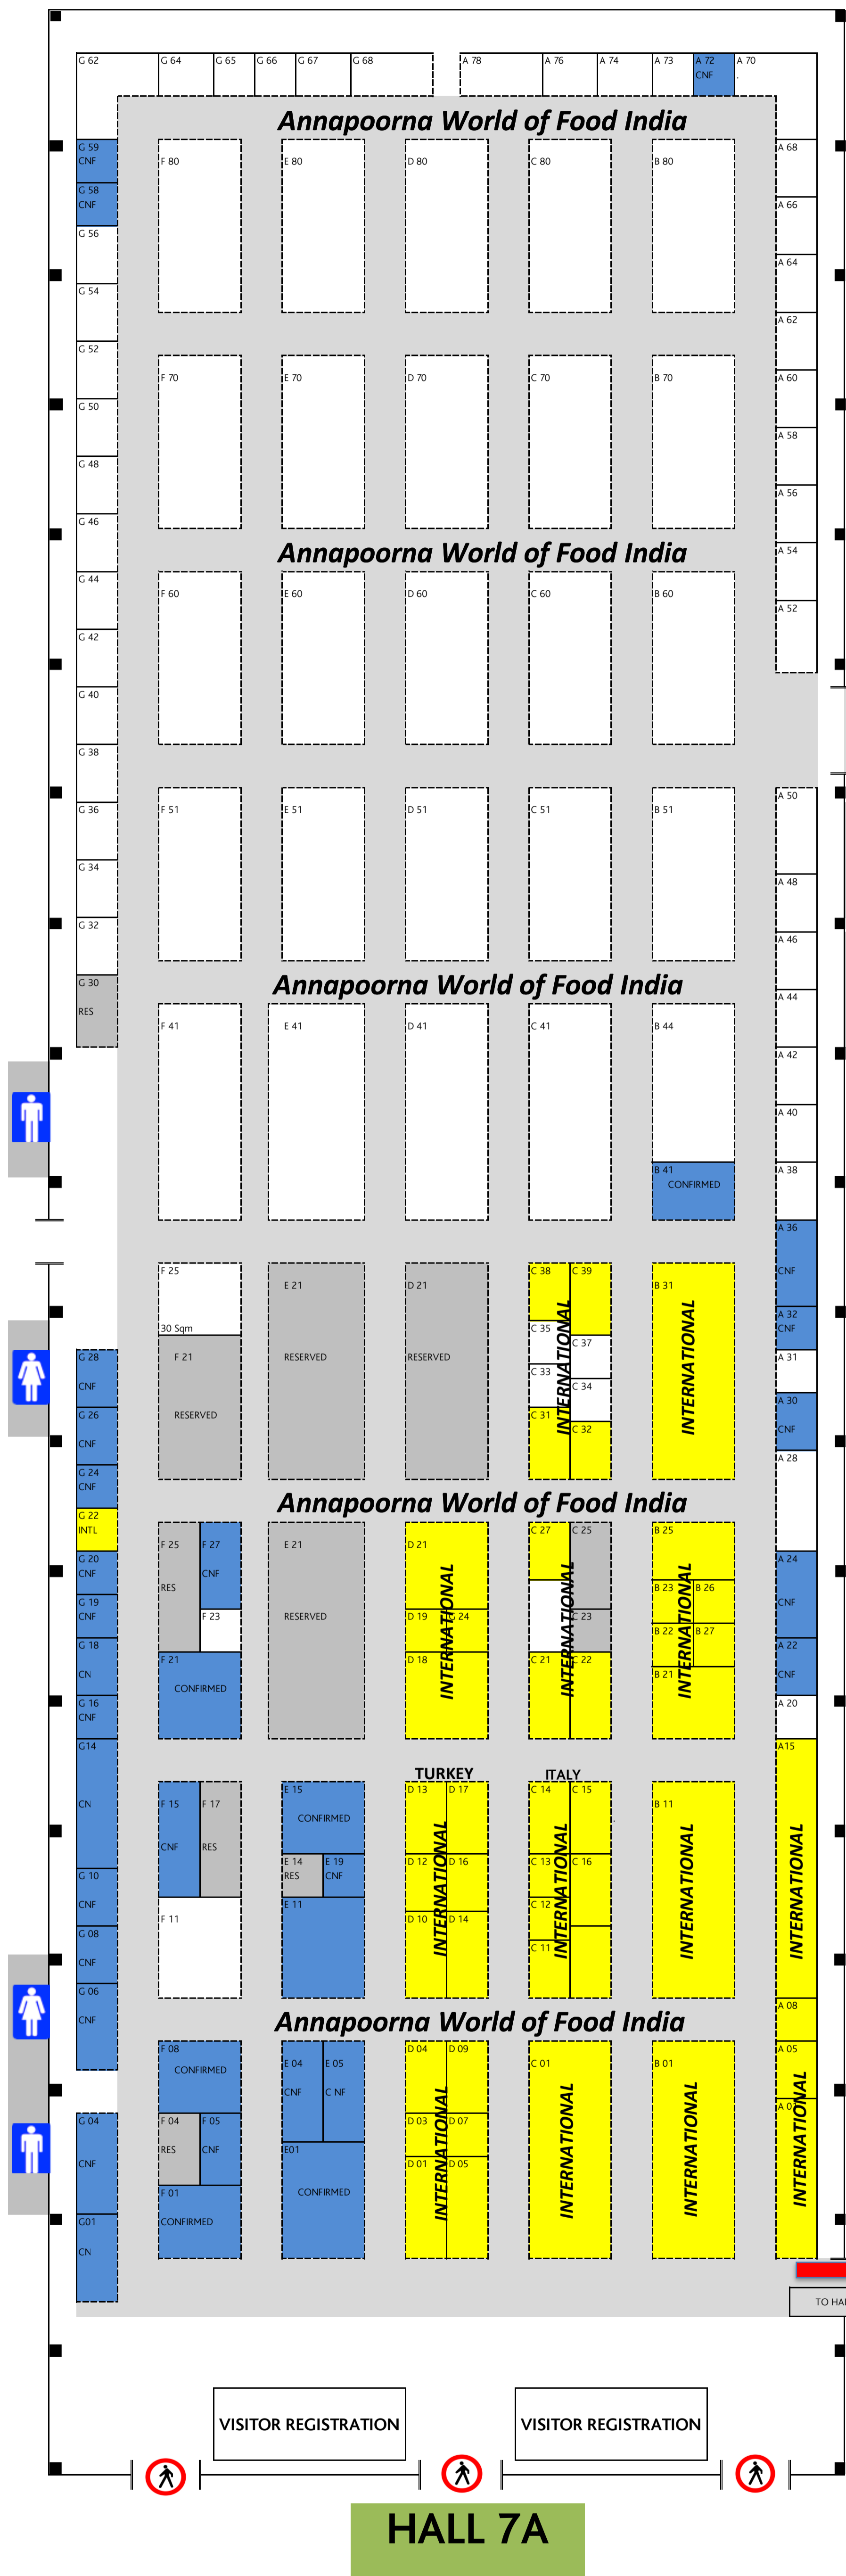 G 62
G 64
G 65
G 66
G 67
G 68
A 78
A 76
A 74
A 73
A 72
CNF
A 70
.
Annapoorna World of Food India
G 59
CNF
G 58
CNF
G 56
G 54
G 52
G 50
G 48
G 46
G 44
G 42
G 40
G 38
G 36
G 34
G 32
G 30
RES
F 80
E 80
D 80
C 80
B 80
A 68
A 66
A 64
A 62
A 60
A 58
A 56
A 54
A 52
F 70
E 70
D 70
C 70
B 70
Annapoorna World of Food India
F 60
E 60
D 60
C 60
B 60
F 51
E 51
D 51
C 51
B 51
A 50
A 48
A 46
A 44
A 42
A 40
A 38
Annapoorna World of Food India
F 41
E 41
D 41
C 41
B 44
B 41
CONFIRMED
A 36
CNF
A 32
CNF
A 31
A 30
CNF
A 28
F 25
30 Sqm
F 21
RESERVED
E 21
RESERVED
D 21
RESERVED
C 38
C 39
C 35
C 37
C 33
C 34
C 31
C 32
INTERNATIONAL
B 31
INTERNATIONAL
G 28
CNF
G 26
CNF
G 24
CNF
G 22
INTL
G 20
CNF
G 19
CNF
G 18
CN
G 16
CNF
G14
CN
G 10
CNF
G 08
CNF
G 06
CNF
Annapoorna World of Food India
F 25
RES
F 27
CNF
F 23
F 21
CONFIRMED
E 21
RESERVED
D 21
D 19
G 24
D 18
INTERNATIONAL
C 27
C 25
C 23
C 21
C 22
INTERNATIONAL
B 25
B 23
B 26
B 22
B 27
B 21
INTERNATIONAL
A 24
CNF
A 22
CNF
A 20
A15
INTERNATIONAL
TURKEY
ITALY
F 15
CNF
F 17
RES
F 11
E 15
CONFIRMED
E 14
RES
E 19
CNF
E 11
D 13
D 17
D 12
D 16
D 10
D 14
INTERNATIONAL
C 14
C 15
C 13
C 16
C 12
C 11
INTERNATIONAL
B 11
INTERNATIONAL
Annapoorna World of Food India
A 08
A 05
INTERNATIONAL
F 08
CONFIRMED
F 04
RES
F 05
CNF
F 01
CONFIRMED
E 04
CNF
E 05
C NF
E01
CONFIRMED
D 04
D 09
D 03
D 07
D 01
D 05
INTERNATIONAL
C 01
INTERNATIONAL
B 01
INTERNATIONAL
G 04
CNF
G01
CN
TO HA
VISITOR REGISTRATION
VISITOR REGISTRATION
HALL 7A